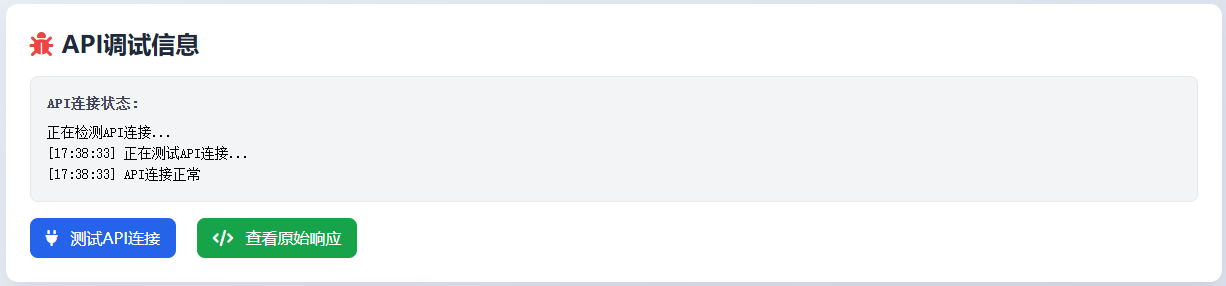 API调试信息
API连接状态:
正在检测API连接...
[17:38:33] 正在测试API连接...
[17:38:33] API连接正常
测试API连接
</> 查看原始响应